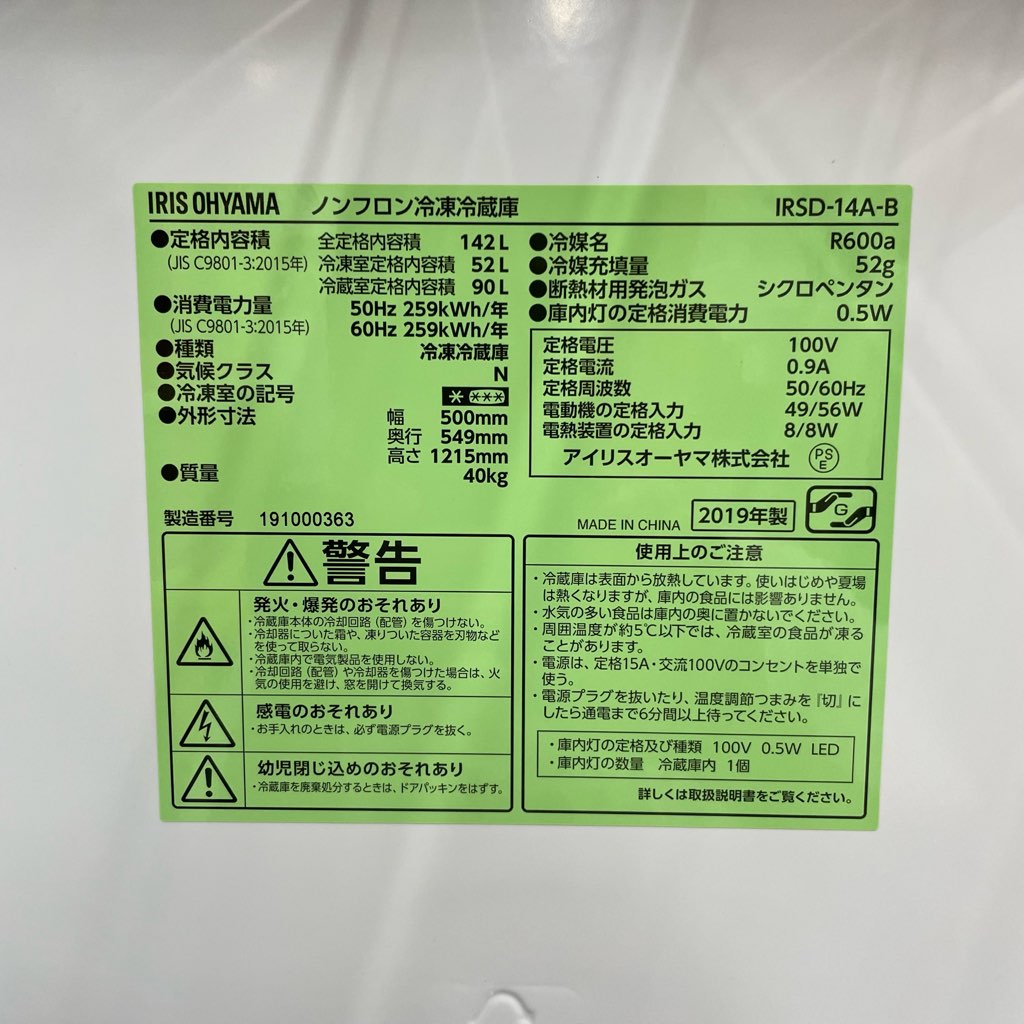 IRIS OHYAMA ノンフロン冷凍冷蔵庫 IRSD-14A-B
●定格内容積 全定格内容積 142L
(JIS C9801-3:2015年) 冷凍室定格内容積 52L
冷蔵室定格内容積 90L
●消費電力量 50Hz 259kWh/年
(JIS C9801-3:2015年) 60Hz 259kWh/年
●種類 冷凍冷蔵庫
●気候クラス N
●冷凍室の記号
●外形寸法 幅 500mm
奥行 549mm
高さ 1215mm
●質量 40kg
製造番号 191000363
●冷媒名 R600a
●冷媒充填量 52g
●断熱材用発泡ガス シクロペンタン
●庫内灯の定格消費電力 0.5W
定格電圧 100V
定格電流 0.9A
定格周波数 50/60Hz
電動機の定格入力 49/56W
電熱装置の定格入力 8/8W
アイリスオーヤマ株式会社 PSE
MADE IN CHINA 2019年製 G
警告
発火・爆発のおそれあり
・冷蔵庫本体の冷却回路(配管)を傷つけない。
・冷却器についた霜や、凍りついた容器を刃物など
を使って取らない。
・冷蔵庫内で電気製品を使用しない。
・冷却回路(配管)や冷却器を傷つけた場合は、火
気の使用を避け、窓を開けて換気する。
感電のおそれあり
・お手入れのときは、必ず電源プラグを抜く。
幼児閉じ込めのおそれあり
・冷蔵庫を廃棄処分するときは、ドアパッキンをはずす。
使用上のご注意
・冷蔵庫は表面から放熱しています。使いはじめや夏場
は熱くなりますが、庫内の食品には影響ありません。
・水気の多い食品は庫内の奥に置かないでください。
・周囲温度が約5℃以下では、冷蔵室の食品が凍る
ことがあります。
・電源は、定格15A・交流100Vのコンセントを単独で
使う。
・電源プラグを抜いたり、温度調節つまみを『切』に
したら通電まで6分間以上待ってください。
・庫内灯の定格及び種類 100V 0.5W LED
・庫内灯の数量 冷蔵庫内 1個
詳しくは取扱説明書をご覧ください。